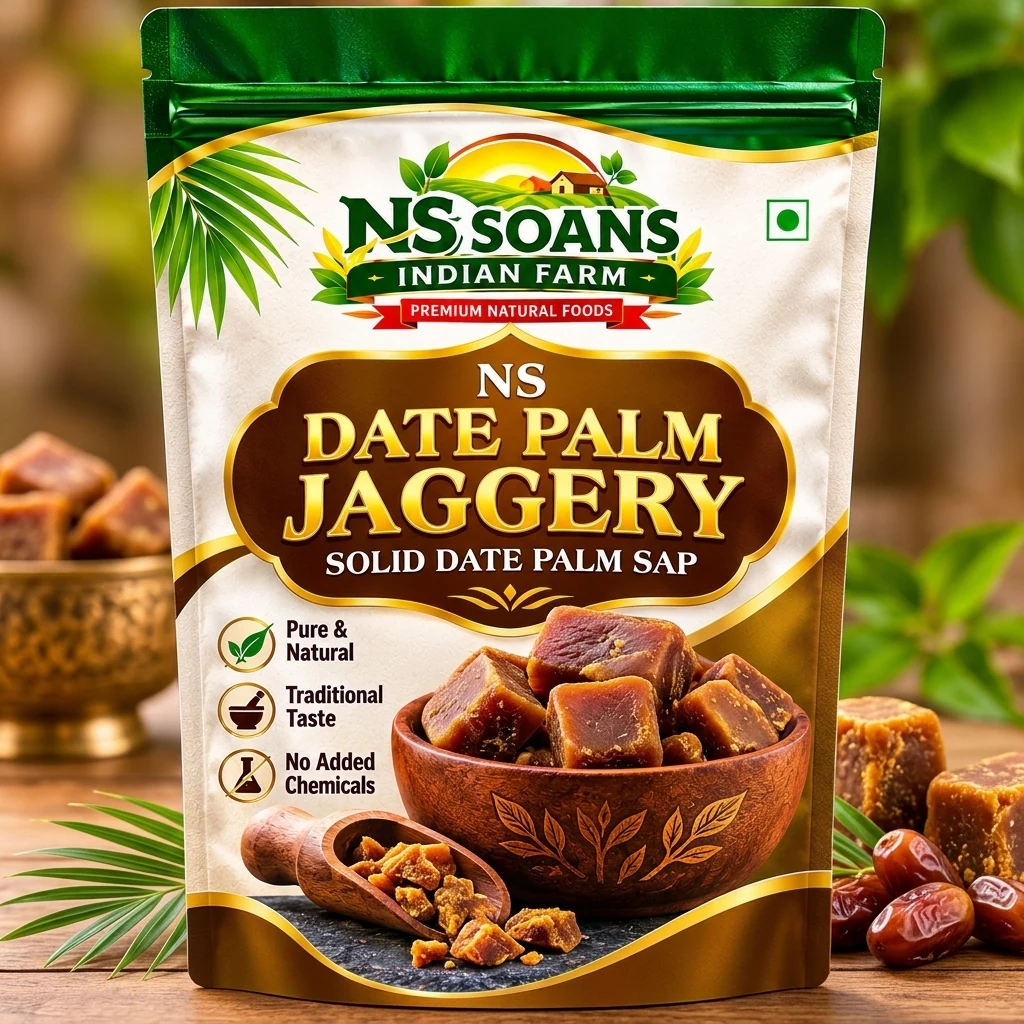 NS SOANS
INDIAN FARM
PREMIUM NATURAL FOODS
NS
DATE PALM
JAGGERY
SOLID DATE PALM SAP
Pure &
Natural
Traditional
Taste
No Added
Chemicals